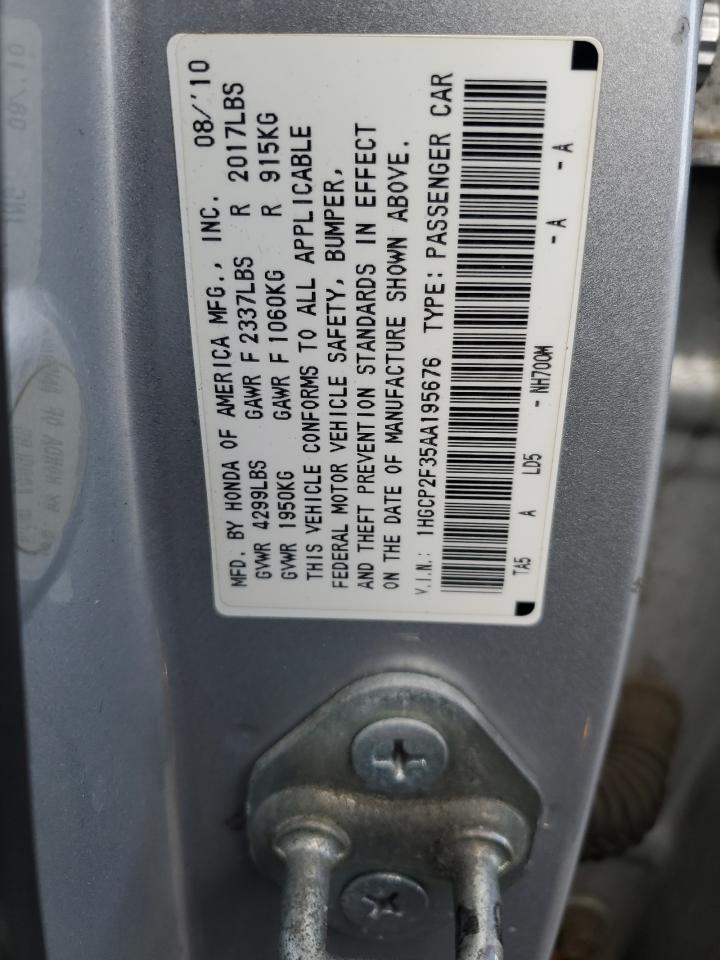 MFD. BY HONDA OF AMERICA MFG., INC. 08/'10
GVWR 4299LBS GAWR F 2337LBS R 2017LBS
GVWR 1950KG GAWR F 1060KG R 915KG
THIS VEHICLE CONFORMS TO ALL APPLICABLE
FEDERAL MOTOR VEHICLE SAFETY, BUMPER,
AND THEFT PREVENTION STANDARDS IN EFFECT
ON THE DATE OF MANUFACTURE SHOWN ABOVE.
V.I.N.: 1HGCP2F35AA195676 TYPE: PASSENGER CAR
TA5 A LD5 - NH700M - A - A